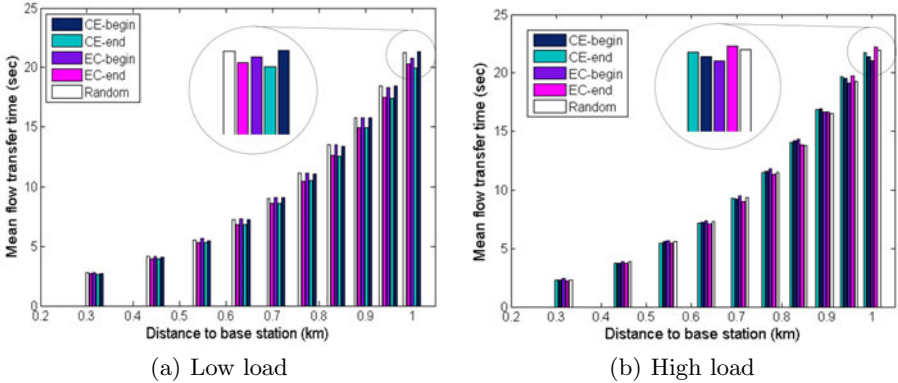 25
20
15
10
5
0
Mean flow transfer time (sec)
CE-begin
CE-end
EC-begin
EC-end
Random
0.2 0.3 0.4 0.5 0.6 0.7 0.8 0.9 1
Distance to base station (km)
(a) Low load
25
20
15
10
5
0
Mean flow transfer time (sec)
CE-begin
CE-end
EC-begin
EC-end
Random
0.2 0.3 0.4 0.5 0.6 0.7 0.8 0.9 1
Distance to base station (km)
(b) High load